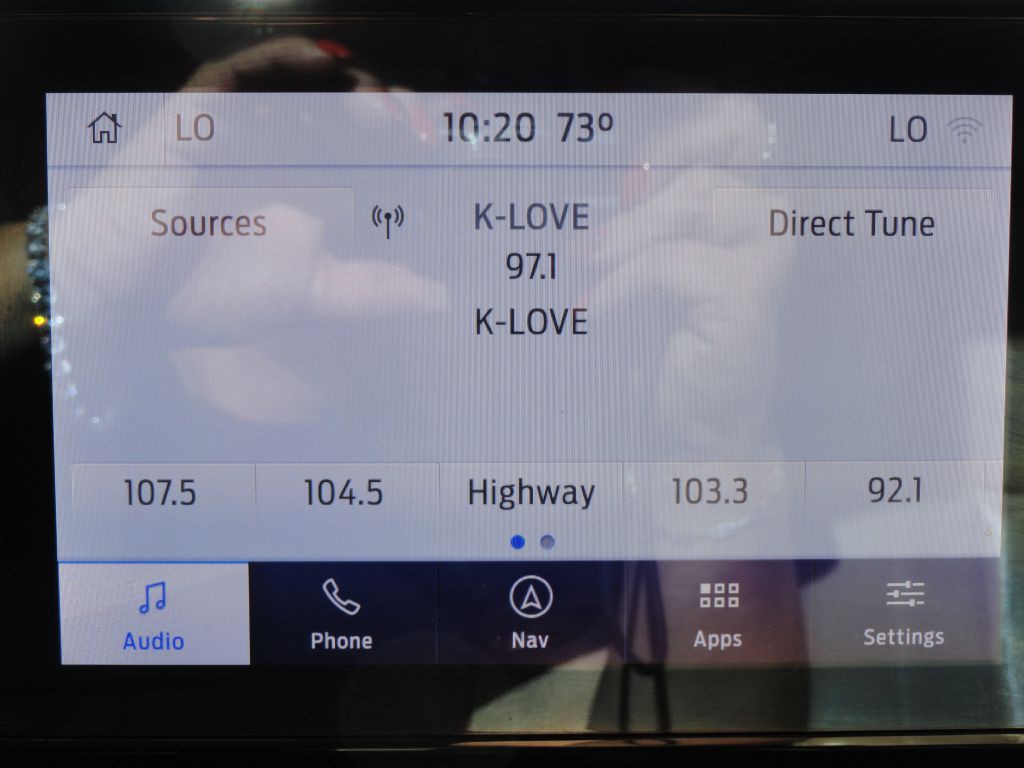 LO 10:20 73° LO
Sources K-LOVE Direct Tune
97.1
K-LOVE
107.5 104.5 Highway 103.3 92.1
Audio Phone Nav Apps Settings